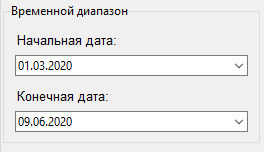 Временной диапазон
Начальная дата:
01.03.2020
Конечная дата:
09.06.2020